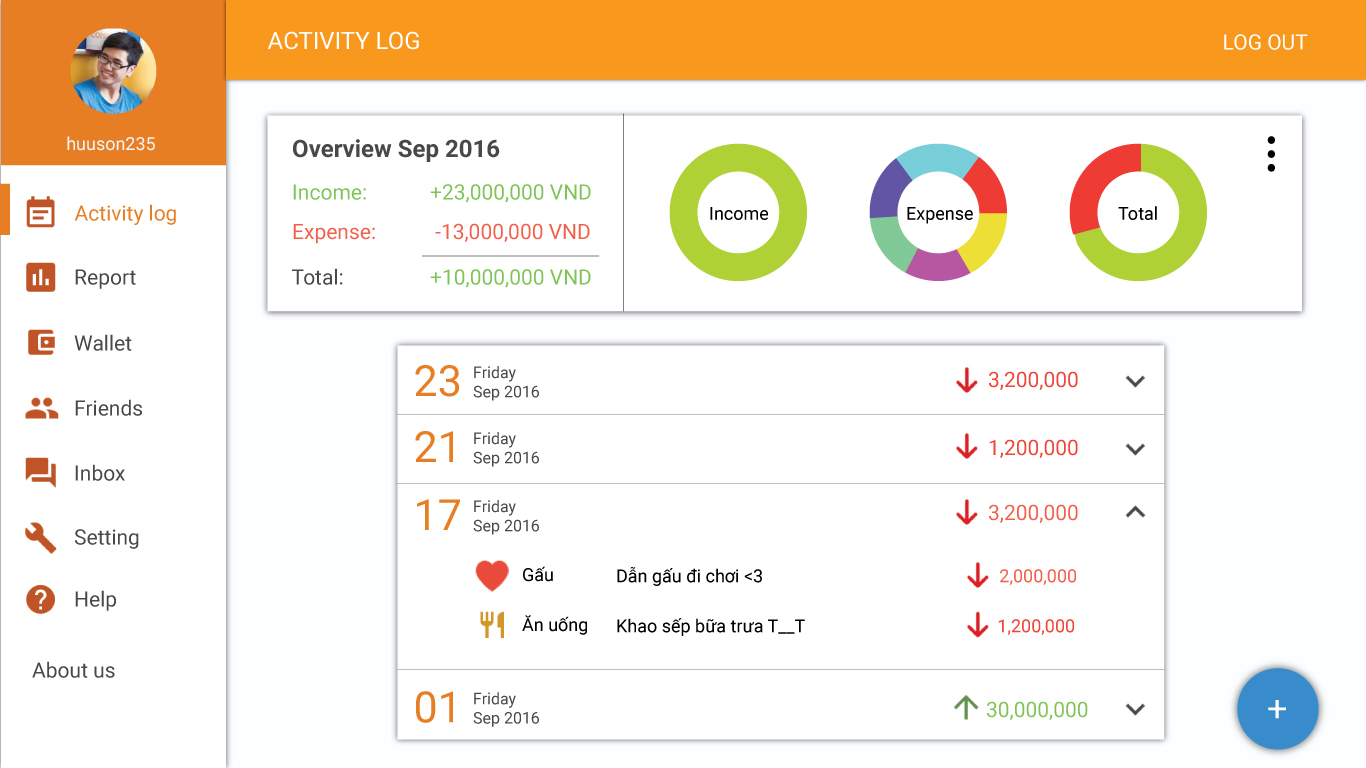 huuson235
Activity log
Report
Wallet
Friends
Inbox
Setting
Help
About us
ACTIVITY LOG
LOG OUT
Overview Sep 2016
Income: +23,000,000 VND
Expense: -13,000,000 VND
Total: +10,000,000 VND
Income
Expense
Total
23 Friday
Sep 2016
3,200,000
21 Friday
Sep 2016
1,200,000
17 Friday
Sep 2016
3,200,000
Gấu Dẫn gấu đi chơi <3 2,000,000
Ăn uống Khao sếp bữa trưa T__T 1,200,000
01 Friday
Sep 2016
30,000,000
+